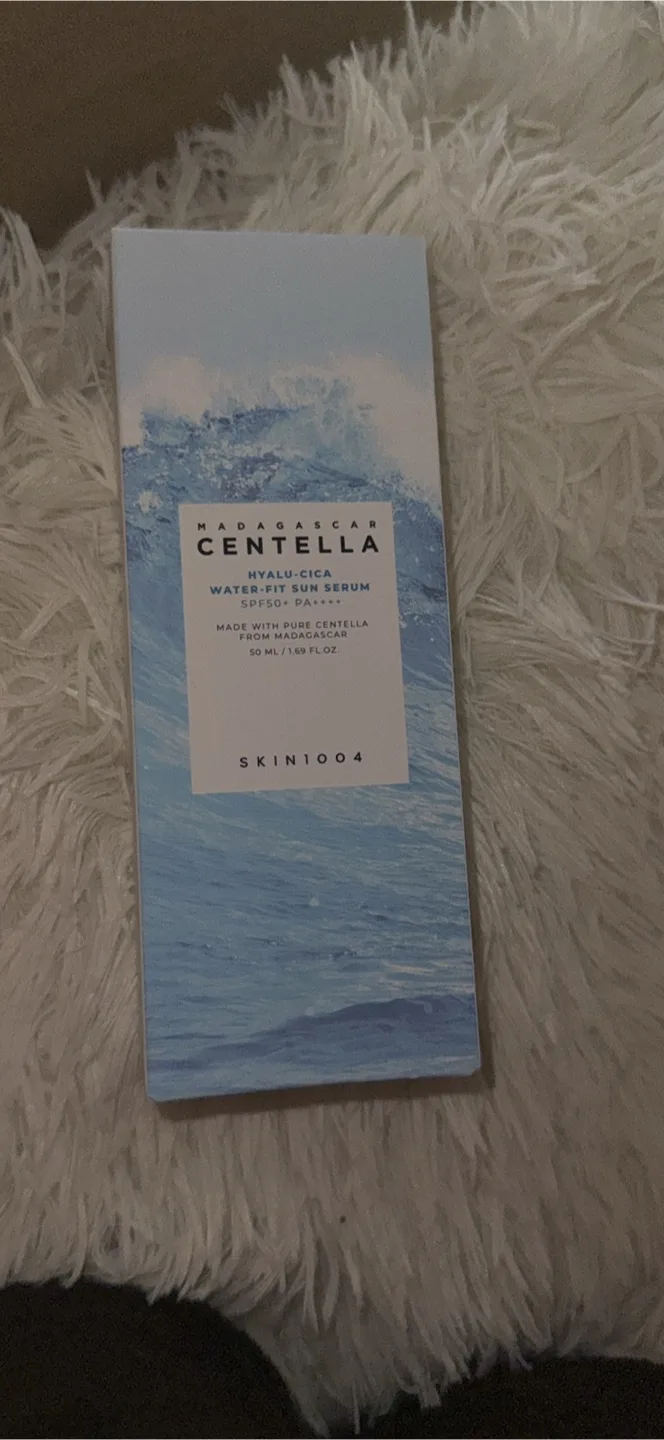 MADAGASCAR
CENTELLA
HYALU-CICA
WATER-FIT SUN SERUM
SPF50+ PA++++
MADE WITH PURE CENTELLA
FROM MADAGASCAR
50 ML / 1.69 FL.OZ.
SKIN1004